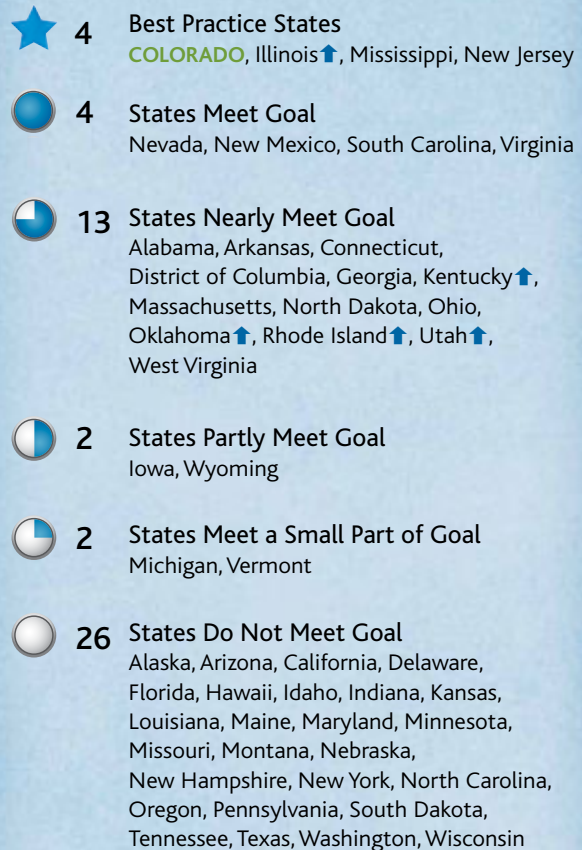 4 Best Practice States
COLORADO, Illinois⬆, Mississippi, New Jersey
4 States Meet Goal
Nevada, New Mexico, South Carolina, Virginia
13 States Nearly Meet Goal
Alabama, Arkansas, Connecticut,
District of Columbia, Georgia, Kentucky⬆,
Massachusetts, North Dakota, Ohio,
Oklahoma⬆, Rhode Island⬆, Utah⬆,
West Virginia
2 States Partly Meet Goal
Iowa, Wyoming
2 States Meet a Small Part of Goal
Michigan, Vermont
26 States Do Not Meet Goal
Alaska, Arizona, California, Delaware,
Florida, Hawaii, Idaho, Indiana, Kansas,
Louisiana, Maine, Maryland, Minnesota,
Missouri, Montana, Nebraska,
New Hampshire, New York, North Carolina,
Oregon, Pennsylvania, South Dakota,
Tennessee, Texas, Washington, Wisconsin